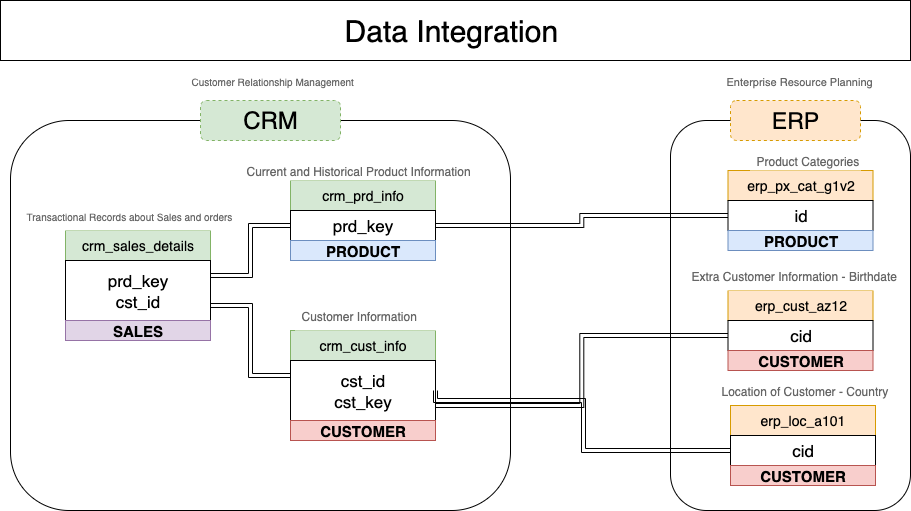 Data Integration
Customer Relationship Management
CRM
Enterprise Resource Planning
ERP
Transactional Records about Sales and orders
crm_sales_details
prd_key
cst_id
SALES
Current and Historical Product Information
crm_prd_info
prd_key
PRODUCT
Customer Information
crm_cust_info
cst_id
cst_key
CUSTOMER
Product Categories
erp_px_cat_g1v2
id
PRODUCT
Extra Customer Information - Birthdate
erp_cust_az12
cid
CUSTOMER
Location of Customer - Country
erp_loc_a101
cid
CUSTOMER